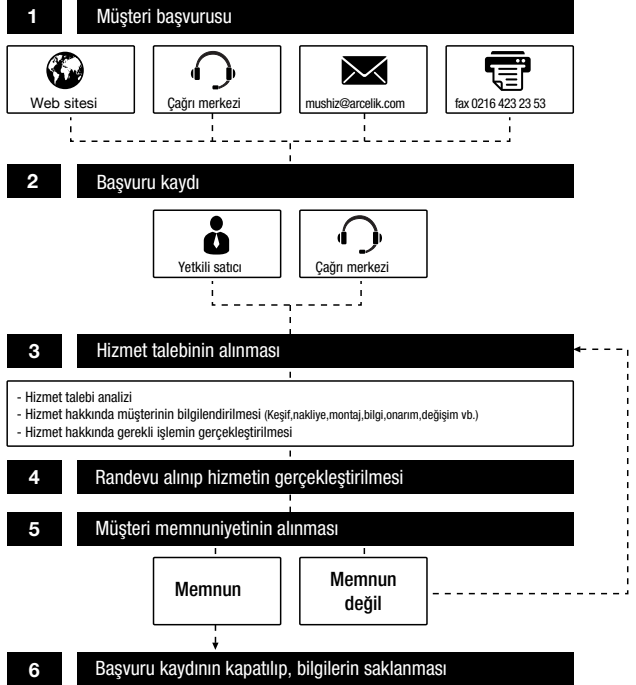 1 Müşteri başvurusu
Web sitesi
Çağrı merkezi
mushiz@arcelik.com
fax 0216 423 23 53
2 Başvuru kaydı
Yetkili satıcı
Çağrı merkezi
3 Hizmet talebinin alınması
- Hizmet talebi analizi
- Hizmet hakkında müşterinin bilgilendirilmesi (Keşif,nakliye,montaj,bilgi,onarım,değişim vb.)
- Hizmet hakkında gerekli işlemin gerçekleştirilmesi
4 Randevu alınıp hizmetin gerçekleştirilmesi
5 Müşteri memnuniyetinin alınması
Memnun
Memnun
değil
6 Başvuru kaydının kapatılıp, bilgilerin saklanması